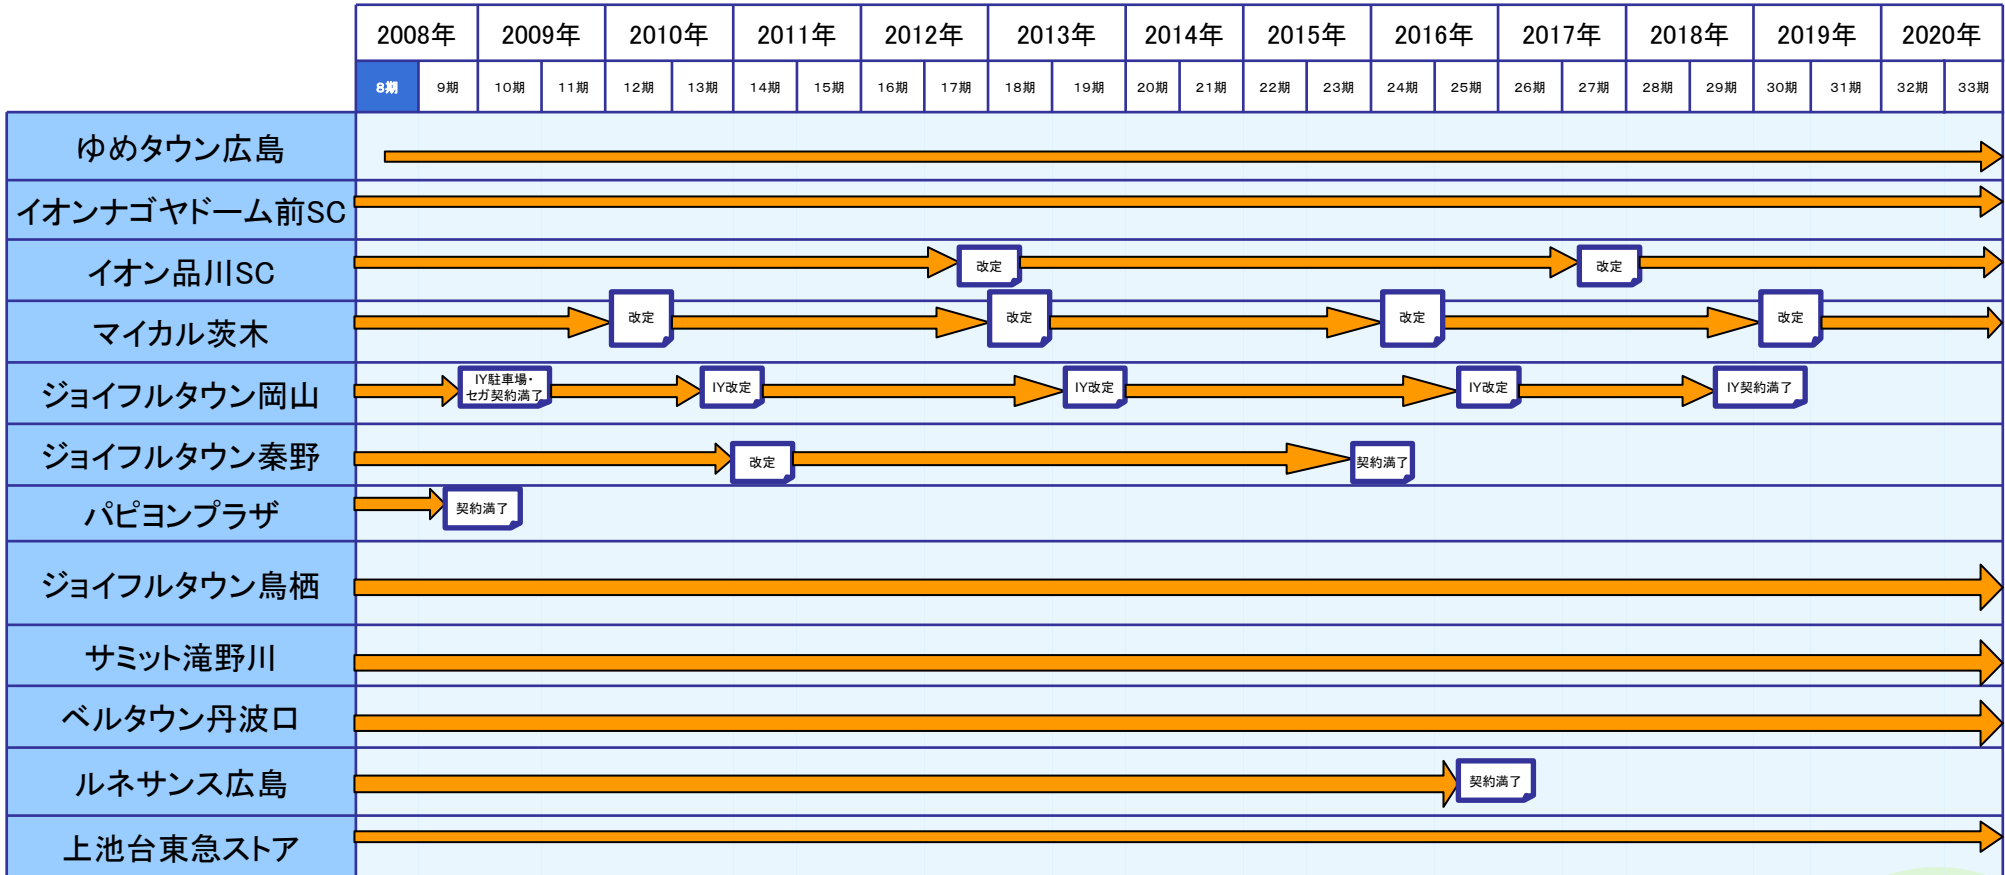 2008年 2009年 2010年 2011年 2012年 2013年 2014年 2015年 2016年 2017年 2018年 2019年 2020年
8期 9期 10期 11期 12期 13期 14期 15期 16期 17期 18期 19期 20期 21期 22期 23期 24期 25期 26期 27期 28期 29期 30期 31期 32期 33期
ゆめタウン広島
イオンナゴヤドーム前SC
イオン品川SC 改定 改定
マイカル茨木 改定 改定 改定 改定
ジョイフルタウン岡山 IY駐車場・
セガ契約満了 IY改定 IY改定 IY改定 IY契約満了
ジョイフルタウン秦野 改定 契約満了
パピヨンプラザ 契約満了
ジョイフルタウン鳥栖
サミット滝野川
ベルタウン丹波口
ルネサンス広島 契約満了
上池台東急ストア